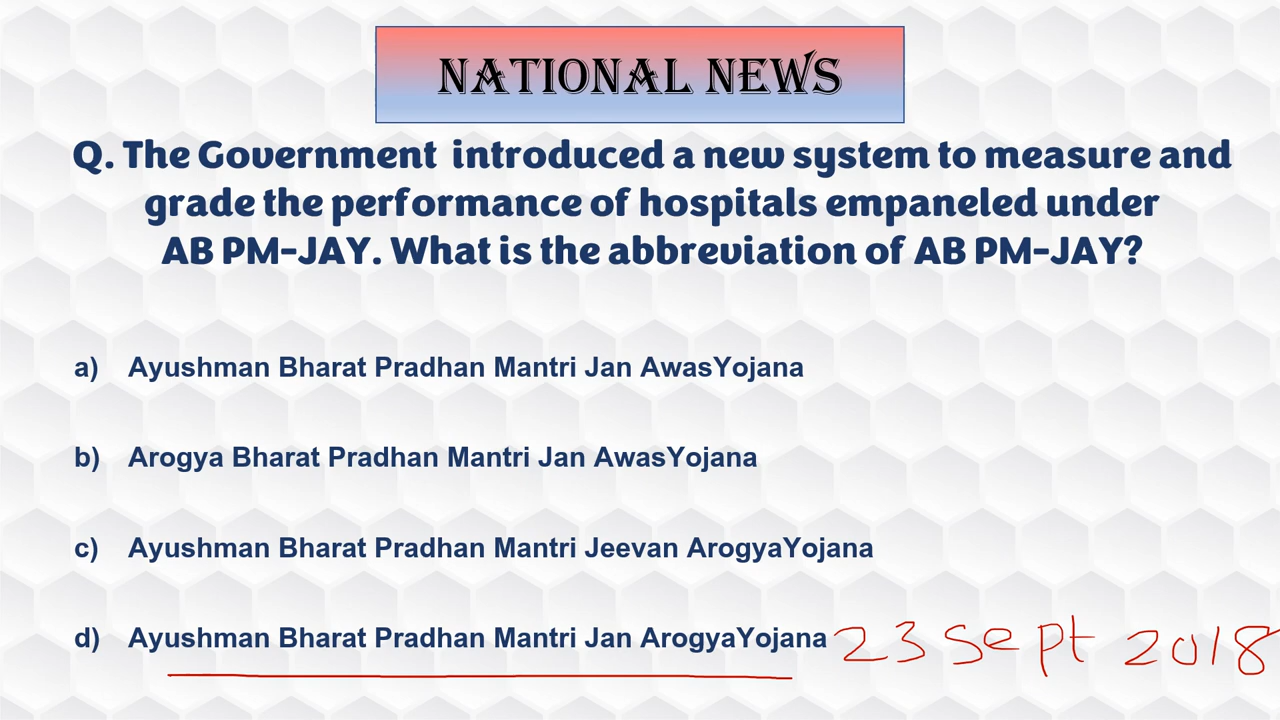 NATIONAL NEWS
Q. The Government introduced a new system to measure and
grade the performance of hospitals empaneled under
AB PM-JAY. What is the abbreviation of AB PM-JAY?
a) Ayushman Bharat Pradhan Mantri Jan AwasYojana
b) Arogya Bharat Pradhan Mantri Jan AwasYojana
c) Ayushman Bharat Pradhan Mantri Jeevan ArogyaYojana
d) Ayushman Bharat Pradhan Mantri Jan ArogyaYojana 23 sept 2018